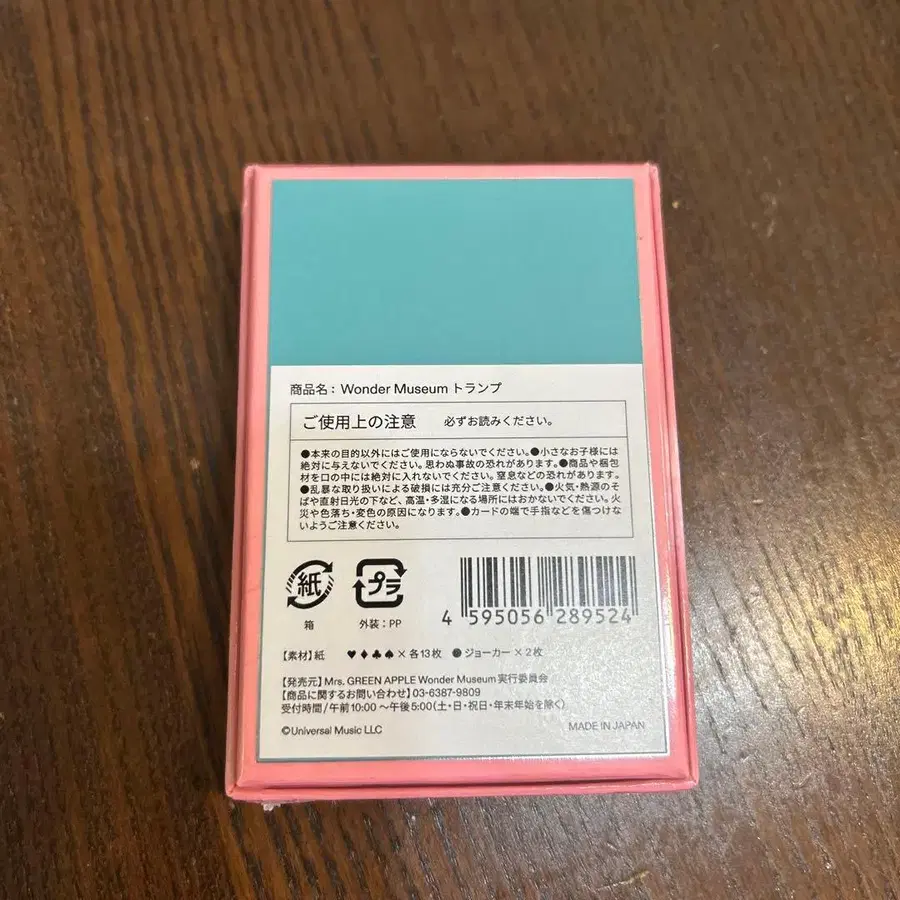 商品名：Wonder Museum トランプ
ご使用上の注意 必ずお読みください。
●本来の目的以外にはご使用にならないでください。●小さなお子様には
絶対に与えないでください。思わぬ事故の恐れがあります。●商品や梱包
材を口の中には絶対に入れないでください。窒息などの恐れがあります。
●乱暴な取り扱いによる破損には充分ご注意ください。●火気・熱源のそ
ばや直射日光の下など、高温・多湿になる場所にはおかないでください。火
災や色落ち・変色の原因になります。●カードの端で手指などを傷つけな
いようご注意ください。
紙
プラ
箱
外装：PP
4 595056 289524
【素材】紙 ♥♦♣♠×各13枚 ●ジョーカー×2枚
【発売元】Mrs. GREEN APPLE Wonder Museum実行委員会
【商品に関するお問い合わせ】03-6387-9809
受付時間/午前10:00～午後5:00（土・日・祝日・年末年始を除く）
©Universal Music LLC
MADE IN JAPAN